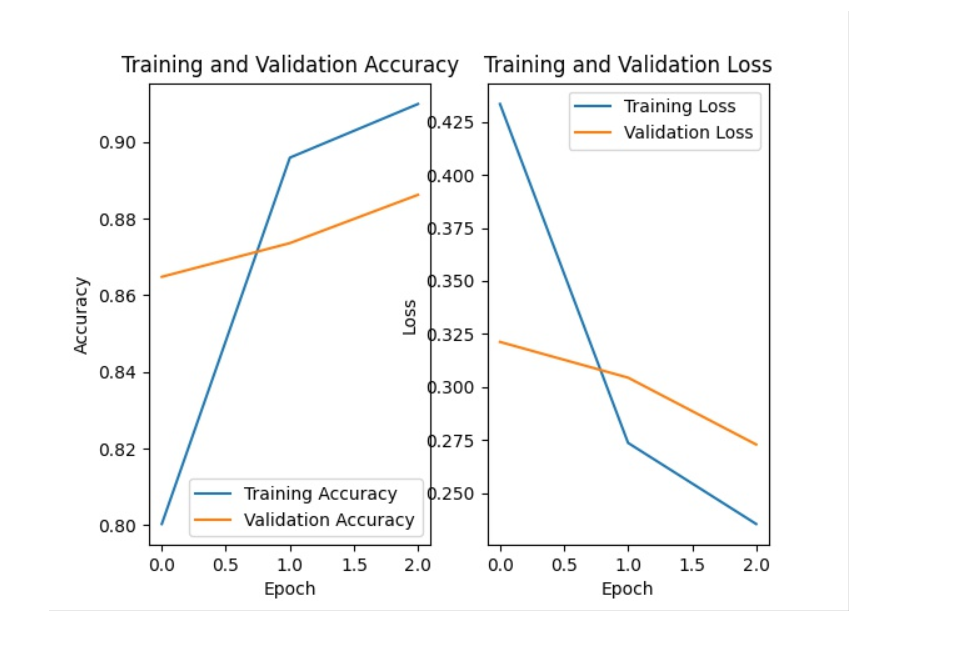 Training and Validation Accuracy
Accuracy
0.90
0.88
0.86
0.84
0.82
0.80
Training Accuracy
Validation Accuracy
0.0 0.5 1.0 1.5 2.0
Epoch
Training and Validation Loss
Loss
0.425
0.400
0.375
0.350
0.325
0.300
0.275
0.250
Training Loss
Validation Loss
0.0 0.5 1.0 1.5 2.0
Epoch